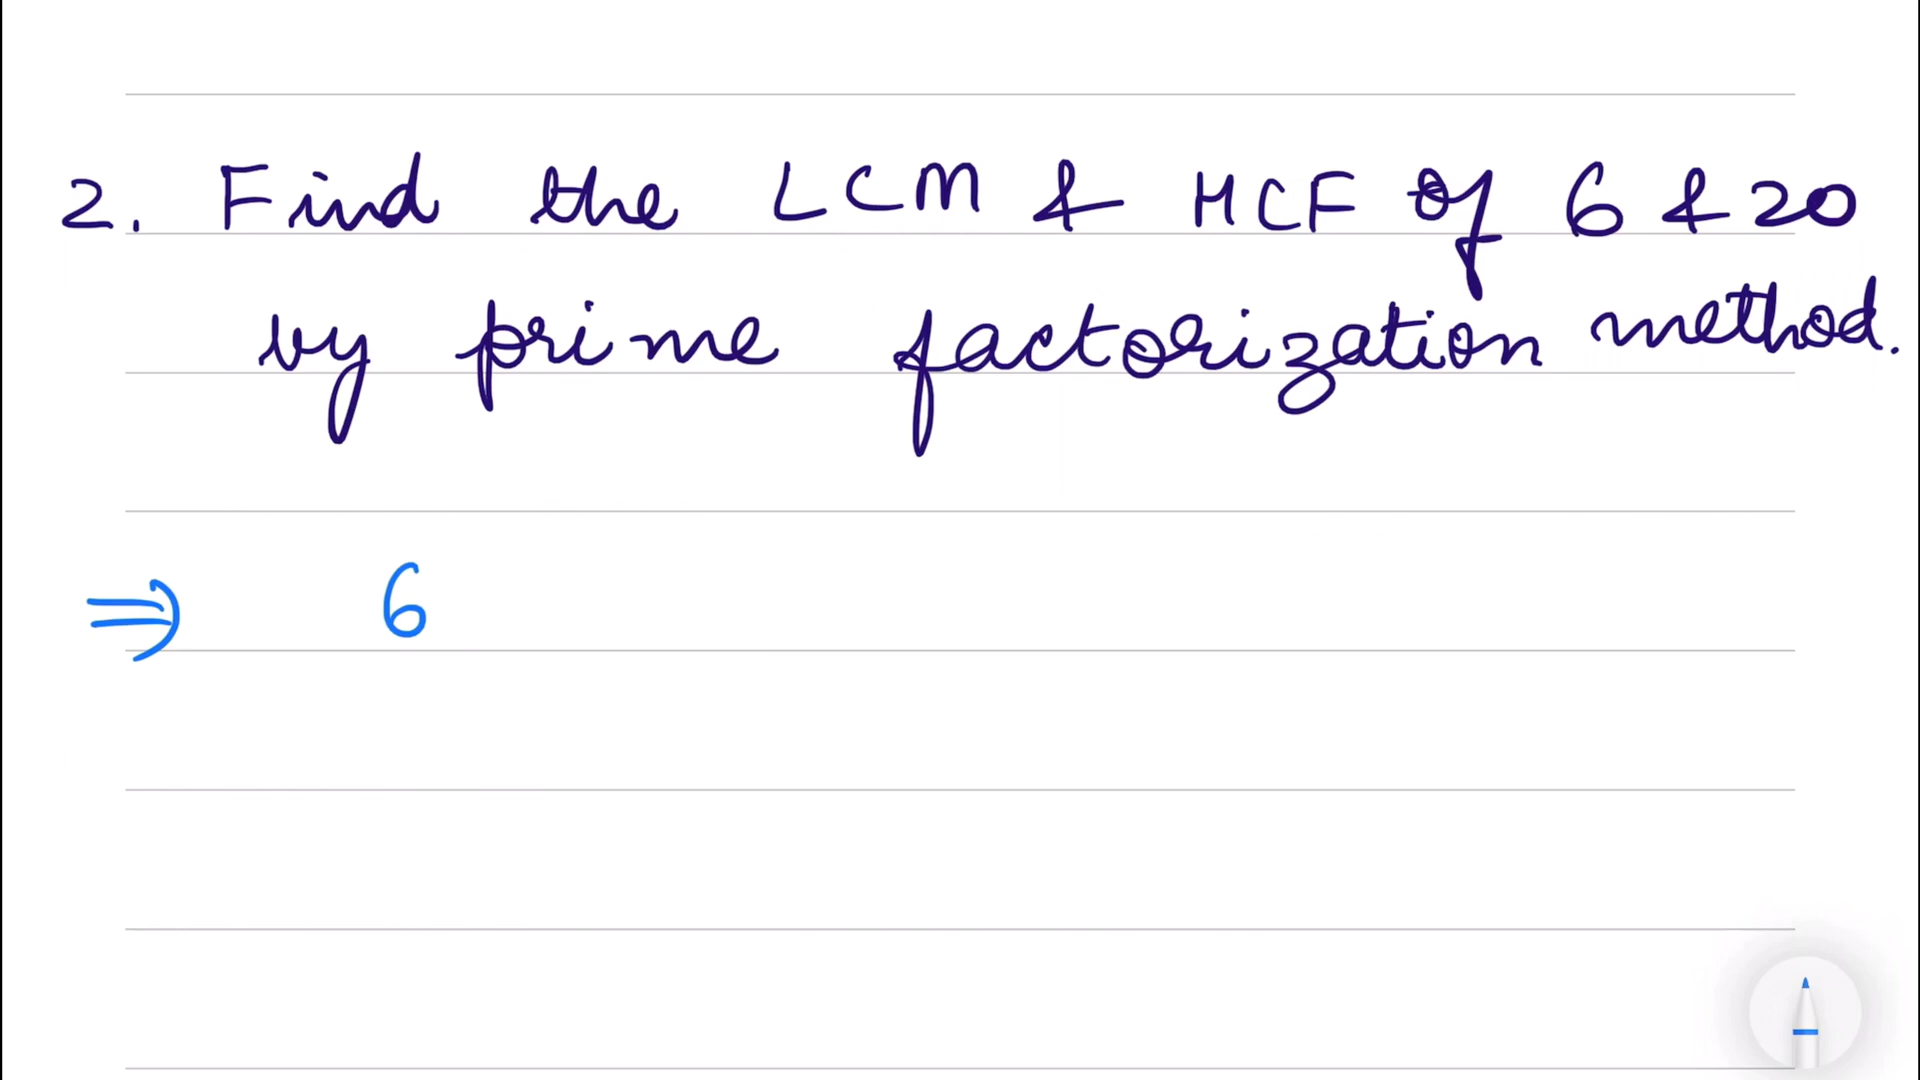 2. Find the LCM & HCF of 6 & 20
by prime factorization method.
⇒ 6